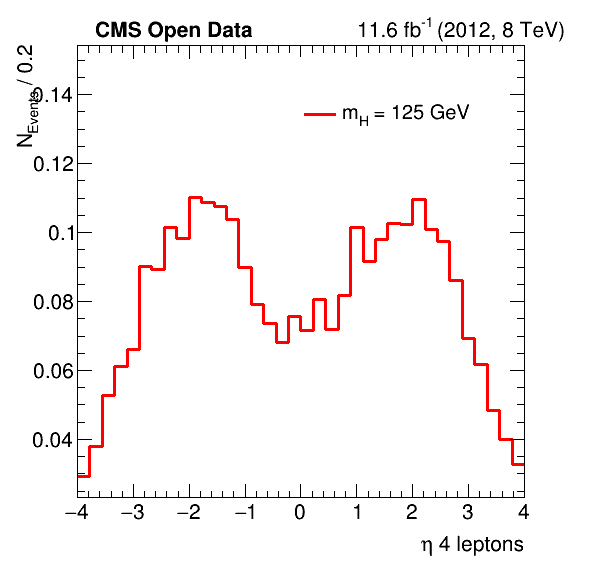 CMS Open Data 11.6 fb⁻¹ (2012, 8 TeV)
N_Events / 0.2
0.14
m_H = 125 GeV
0.12
0.1
0.08
0.06
0.04
−4 −3 −2 −1 0 1 2 3 4
η 4 leptons